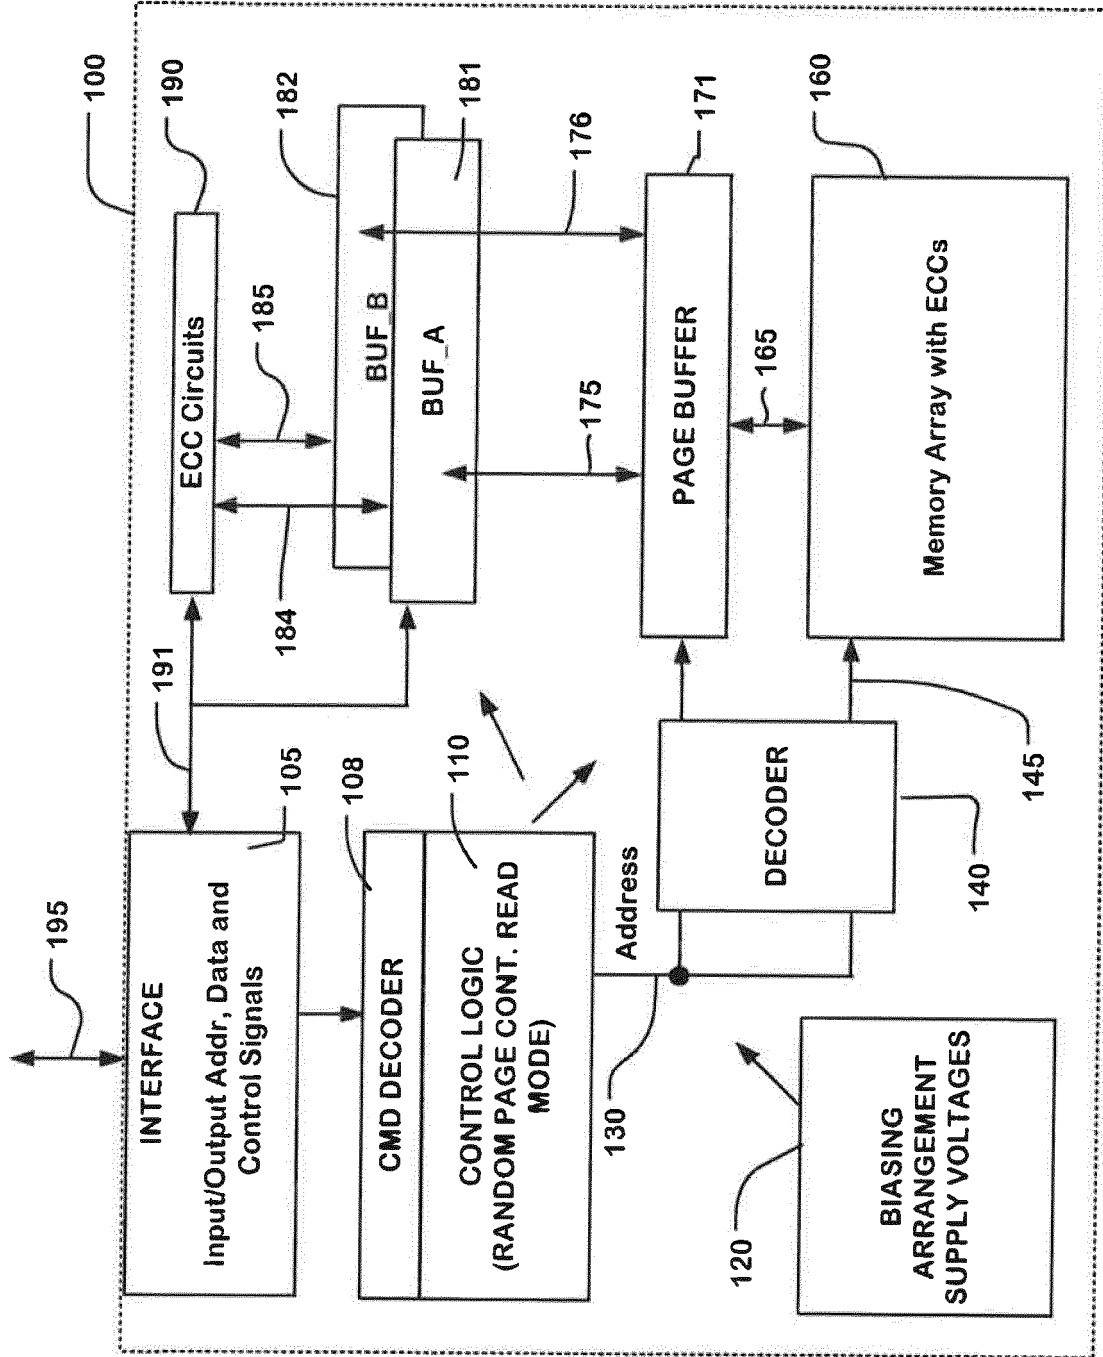 195
INTERFACE
Input/Output Addr, Data and
Control Signals
105
191
100
190
ECC Circuits
184
185
182
BUF_B
BUF_A
181
CMD DECODER
108
CONTROL LOGIC
(RANDOM PAGE CONT. READ
MODE)
110
175
176
130
Address
DECODER
140
145
PAGE BUFFER
171
165
Memory Array with ECCs
160
120
BIASING
ARRANGEMENT
SUPPLY VOLTAGES